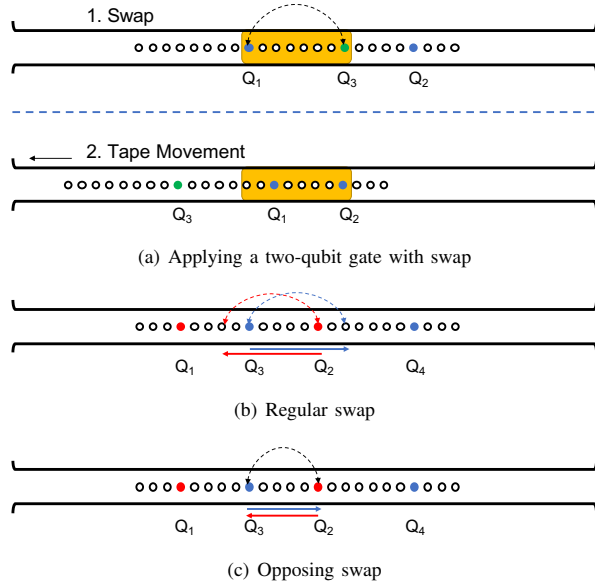 1. Swap
Q₁ Q₃ Q₂
2. Tape Movement
Q₃ Q₁ Q₂
(a) Applying a two-qubit gate with swap
Q₁ Q₃ Q₂ Q₄
(b) Regular swap
Q₁ Q₃ Q₂ Q₄
(c) Opposing swap